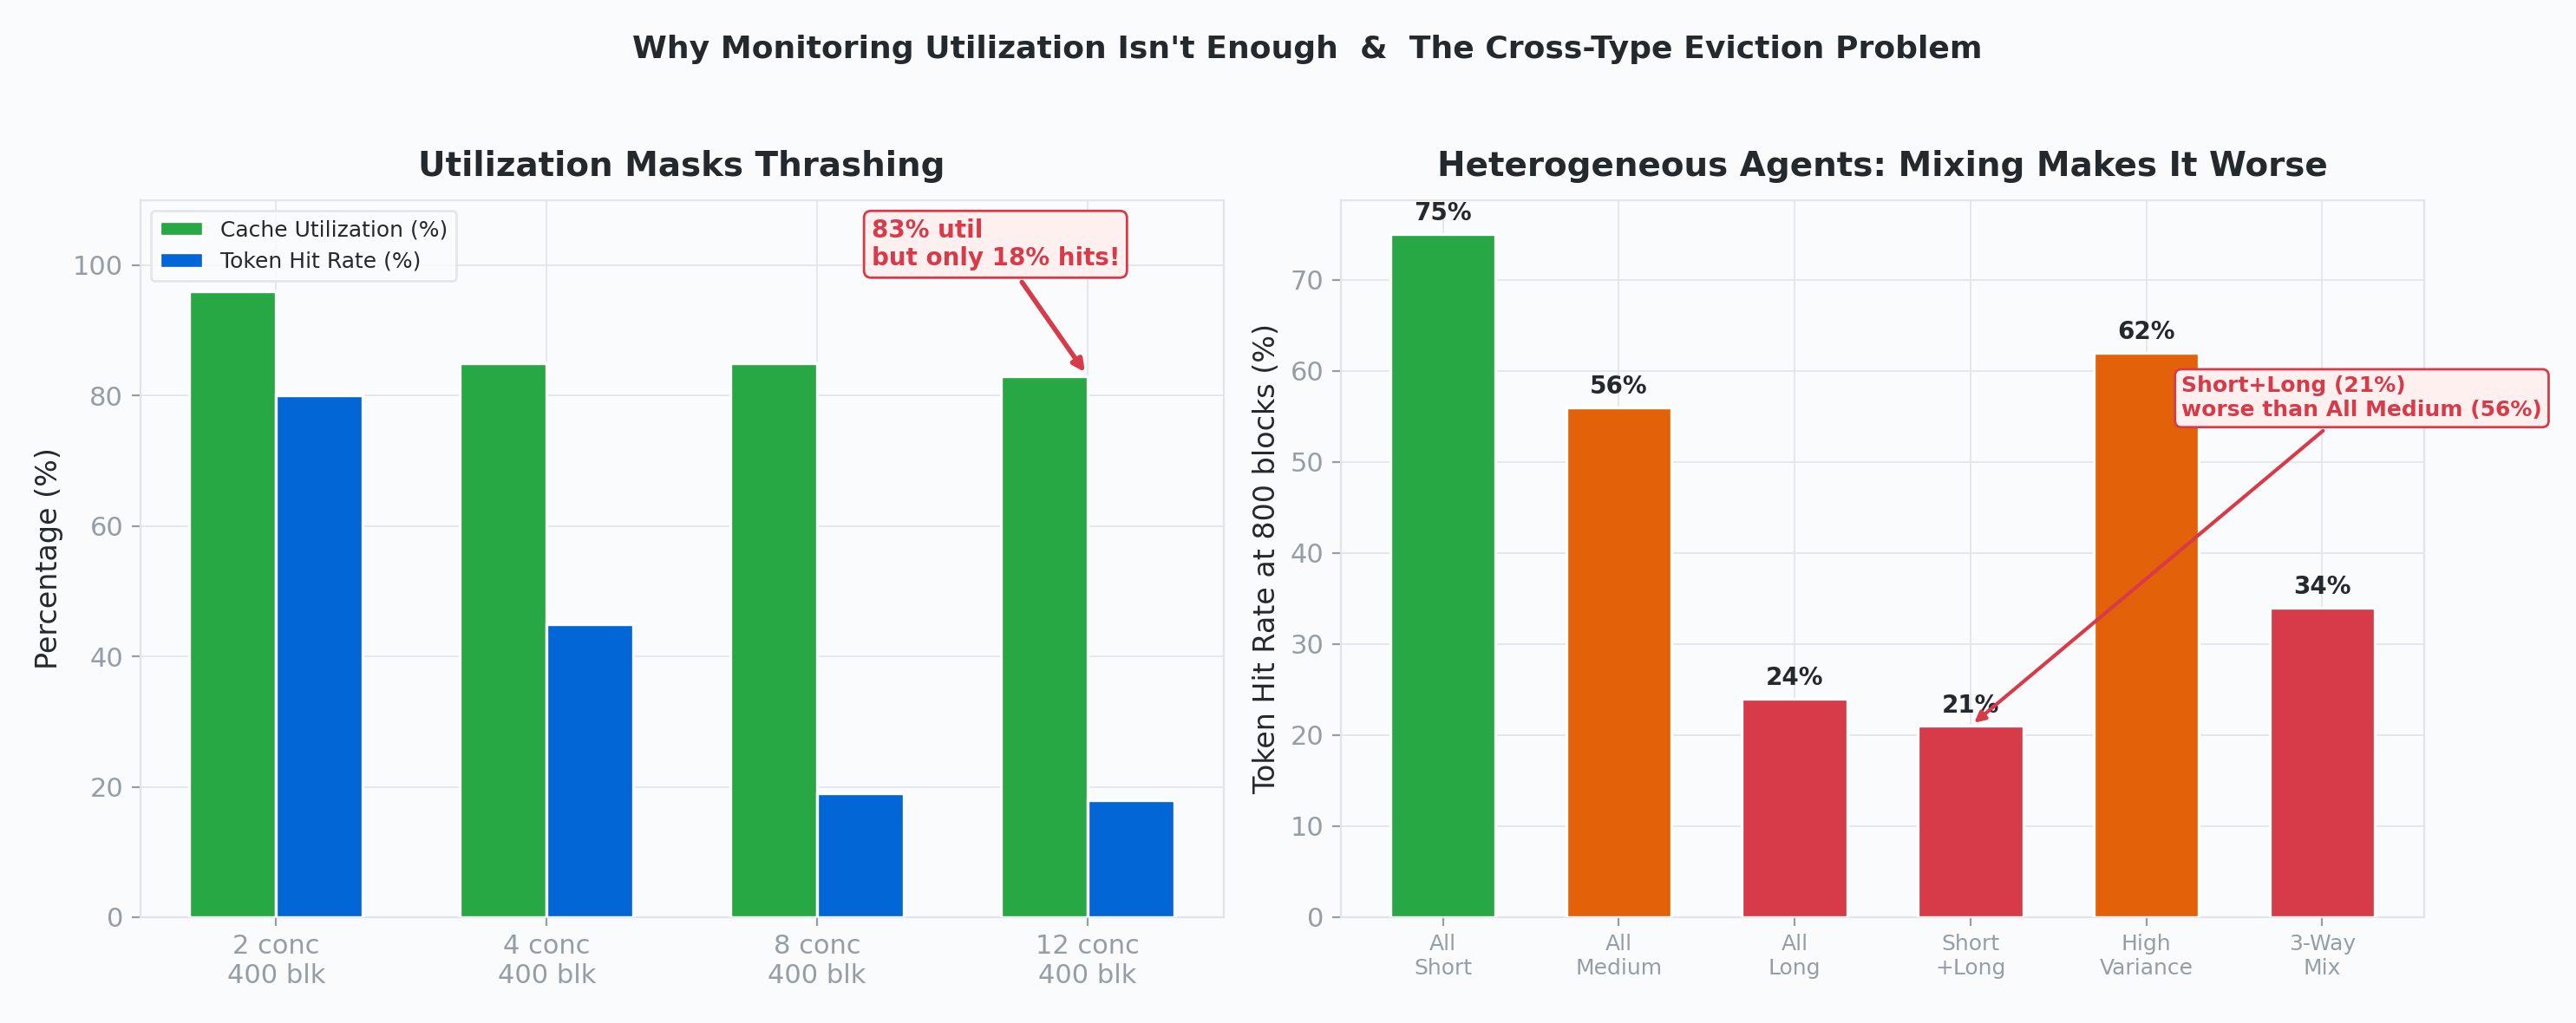 Why Monitoring Utilization Isn't Enough & The Cross-Type Eviction Problem
Utilization Masks Thrashing
Cache Utilization (%)
Token Hit Rate (%)
83% util
but only 18% hits!
Percentage (%)
100
80
60
40
20
0
2 conc
400 blk
4 conc
400 blk
8 conc
400 blk
12 conc
400 blk
Heterogeneous Agents: Mixing Makes It Worse
Token Hit Rate at 800 blocks (%)
70
60
50
40
30
20
10
0
75%
56%
24%
21%
62%
34%
Short+Long (21%)
worse than All Medium (56%)
All
Short
All
Medium
All
Long
Short
+Long
High
Variance
3-Way
Mix